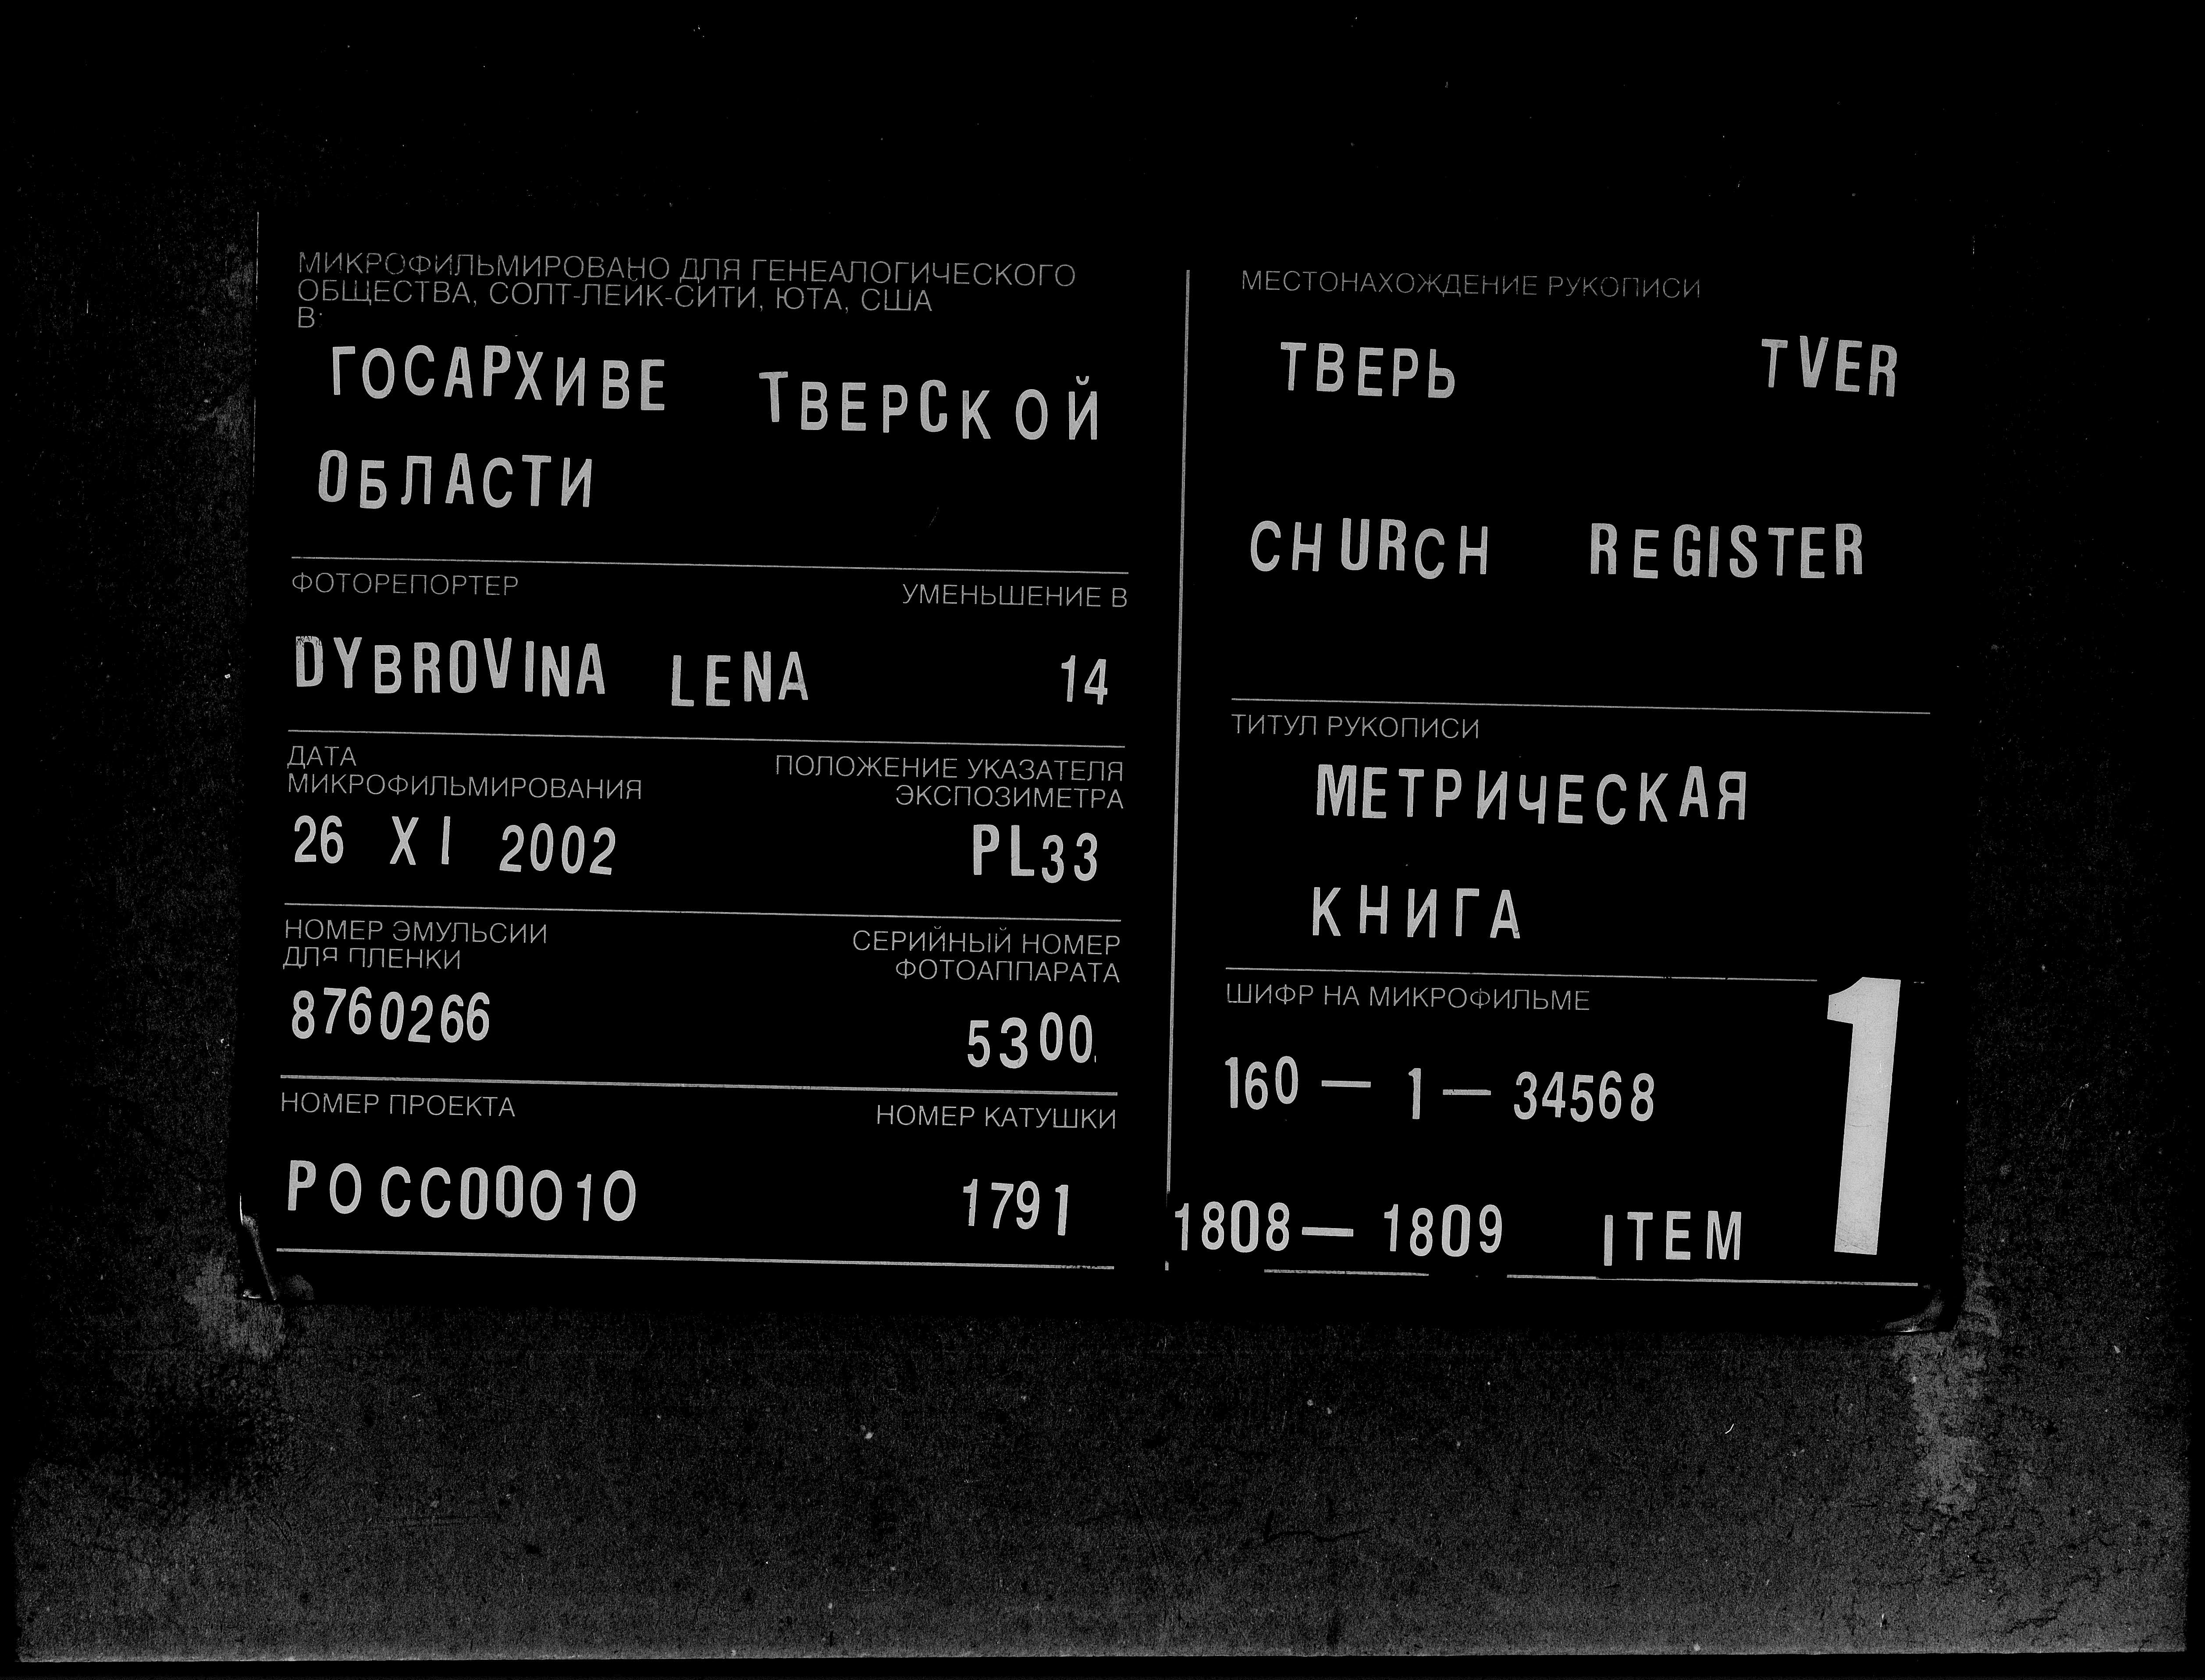 МИКРОФИЛЬМИРОВАНО ДЛЯ ГЕНЕАЛОГИЧЕСКОГО
ОБЩЕСТВА, СОЛТ-ЛЕЙК-СИТИ, ЮТА, США
В:
ГОСАРХИВЕ ТВЕРСКОЙ
ОБЛАСТИ
ФОТОРЕПОРТЕР УМЕНЬШЕНИЕ В
DYBROVINA LENA 14
ДАТА
МИКРОФИЛЬМИРОВАНИЯ
ПОЛОЖЕНИЕ УКАЗАТЕЛЯ
ЭКСПОЗИМЕТРА
26 XI 2002 PL33
НОМЕР ЭМУЛЬСИИ
ДЛЯ ПЛЕНКИ
СЕРИЙНЫЙ НОМЕР
ФОТОАППАРАТА
8760266 5300
НОМЕР ПРОЕКТА НОМЕР КАТУШКИ
РОСС00010 1791
МЕСТОНАХОЖДЕНИЕ РУКОПИСИ
ТВЕРЬ TVER
CHURCH REGISTER
ТИТУЛ РУКОПИСИ
МЕТРИЧЕСКАЯ
КНИГА
ШИФР НА МИКРОФИЛЬМЕ
160 — 1 — 34568
1808 — 1809 ITEM 1